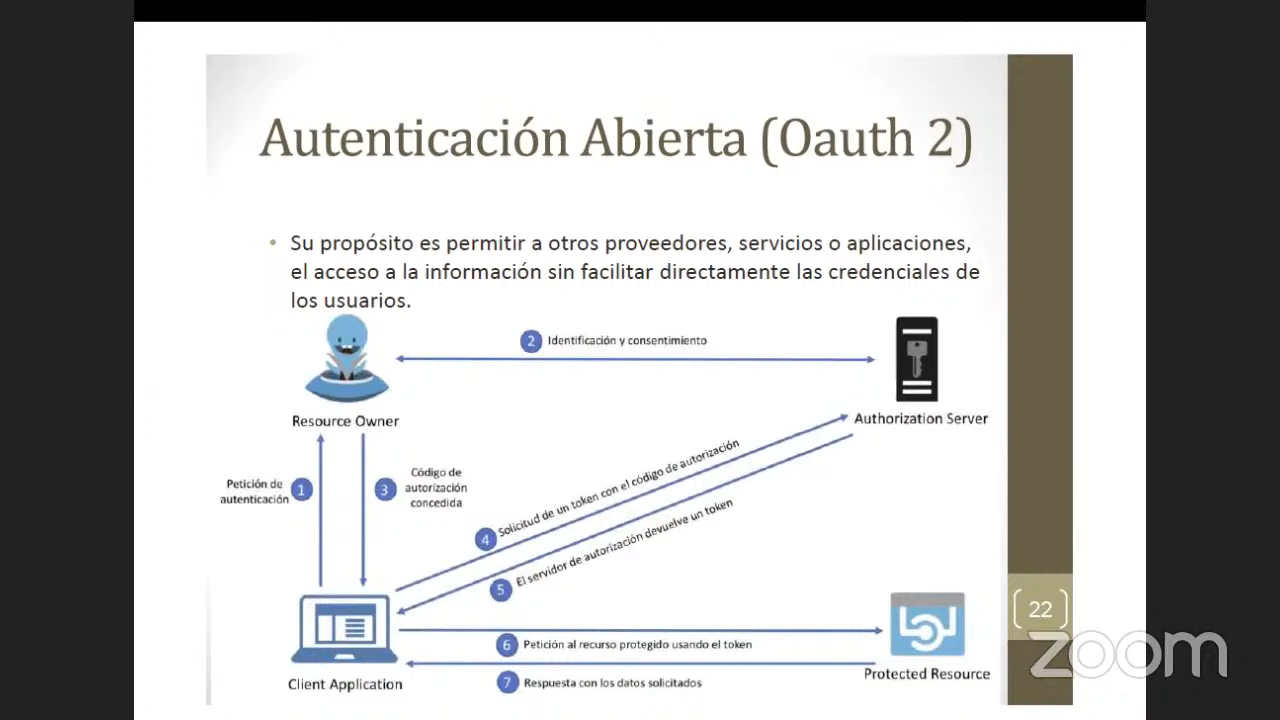 Autenticación Abierta (Oauth 2)
• Su propósito es permitir a otros proveedores, servicios o aplicaciones,
el acceso a la información sin facilitar directamente las credenciales de
los usuarios.
2 Identificación y consentimiento
Resource Owner
Authorization Server
Petición de
autenticación
1
3
Código de
autorización
concedida
4 Solicitud de un token con el código de autorización
5 El servidor de autorización devuelve un token
6 Petición al recurso protegido usando el token
7 Respuesta con los datos solicitados
Client Application
Protected Resource
22
zoom